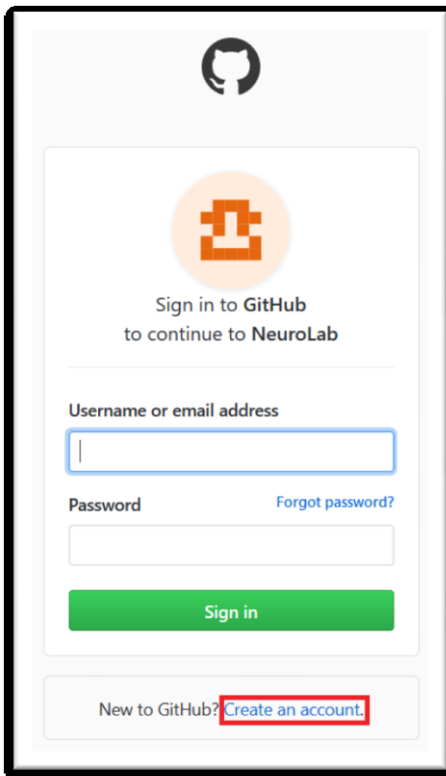 Sign in to GitHub
to continue to NeuroLab
Username or email address
Password
Forgot password?
Sign in
New to GitHub? Create an account.